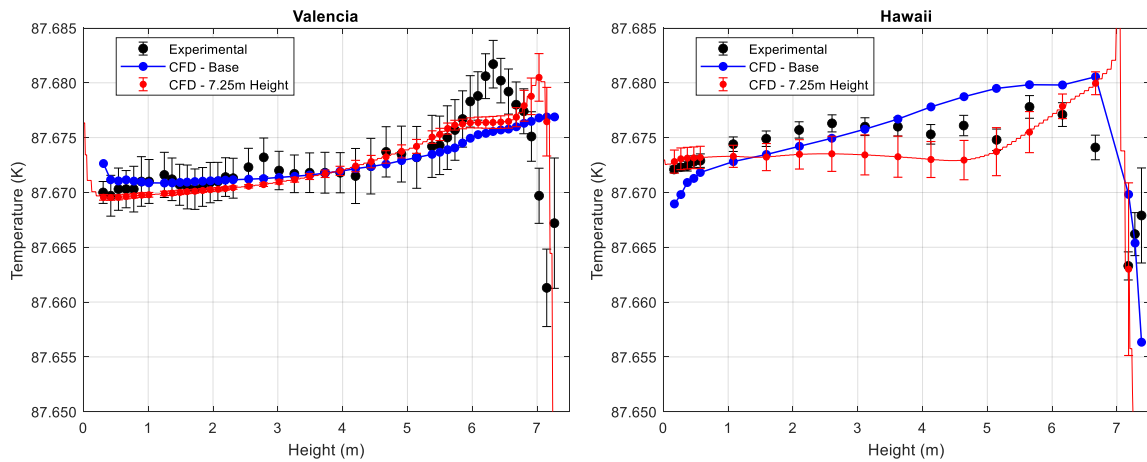 Valencia
87.685
87.680
87.675
87.670
87.665
87.660
87.655
87.650
Temperature (K)
Experimental
CFD - Base
CFD - 7.25m Height
0 1 2 3 4 5 6 7
Height (m)
Hawaii
87.685
87.680
87.675
87.670
87.665
87.660
87.655
87.650
Temperature (K)
Experimental
CFD - Base
CFD - 7.25m Height
0 1 2 3 4 5 6 7
Height (m)